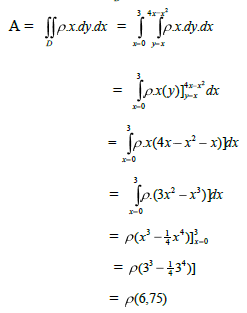 A = ∬_D ρ.x.dy.dx = ∫_{x=0}^{3} ∫_{y=x}^{4x-x²} ρ.x.dy.dx
= ∫_{x=0}^{3} ρ.x(y)]_{y=x}^{4x-x²} dx
= ∫_{x=0}^{3} ρ.x(4x-x²-x)]dx
= ∫_{x=0}^{3} ρ.(3x²-x³)]dx
= ρ(x³-¼x⁴)]_{x=0}^{3}
= ρ(3³-¼3⁴)]
= ρ(6,75)